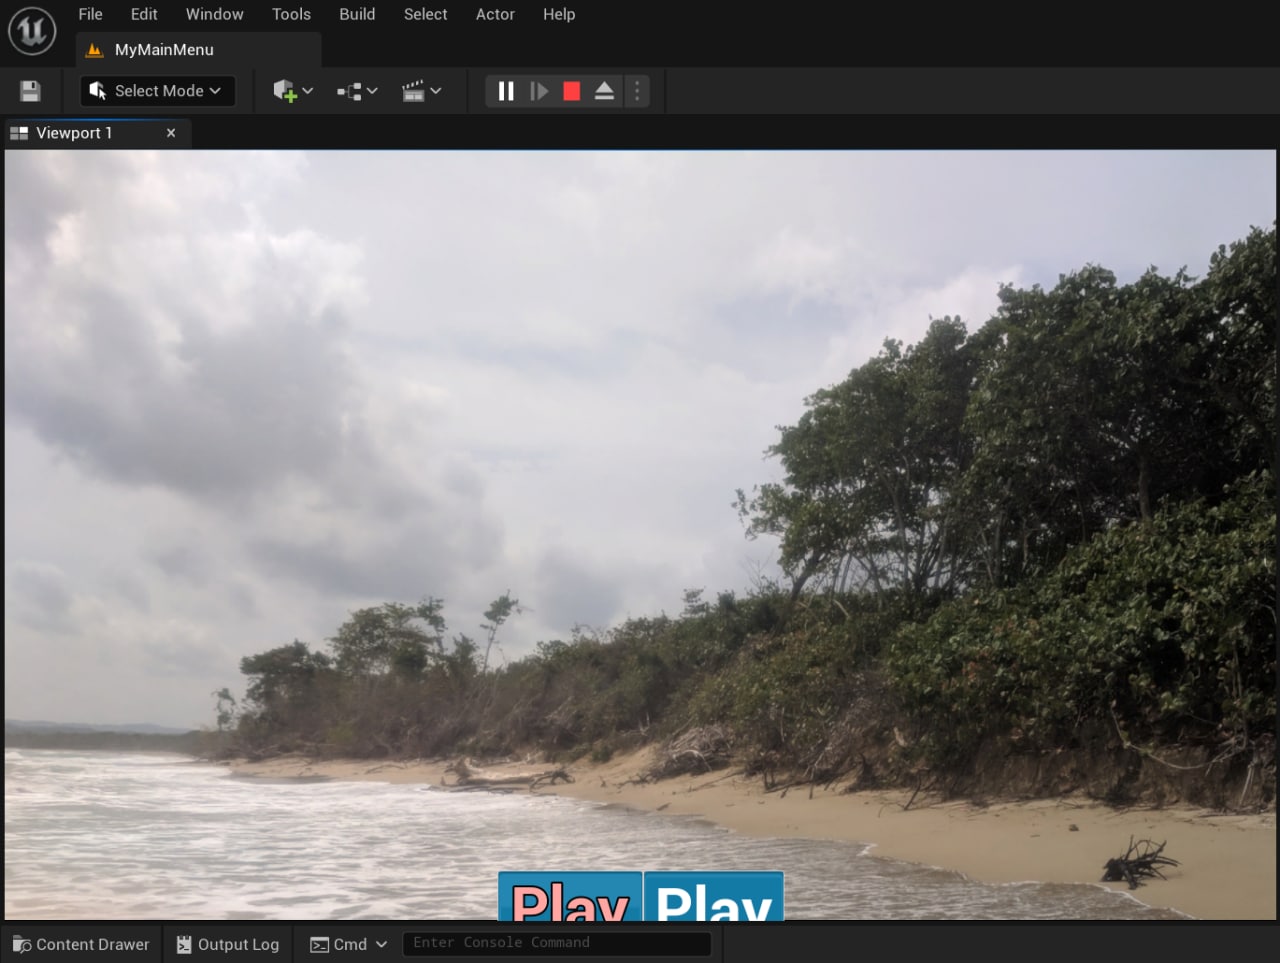 File Edit Window Tools Build Select Actor Help
MyMainMenu
Select Mode
Viewport 1
Play Play
Content Drawer Output Log Cmd Enter Console Command